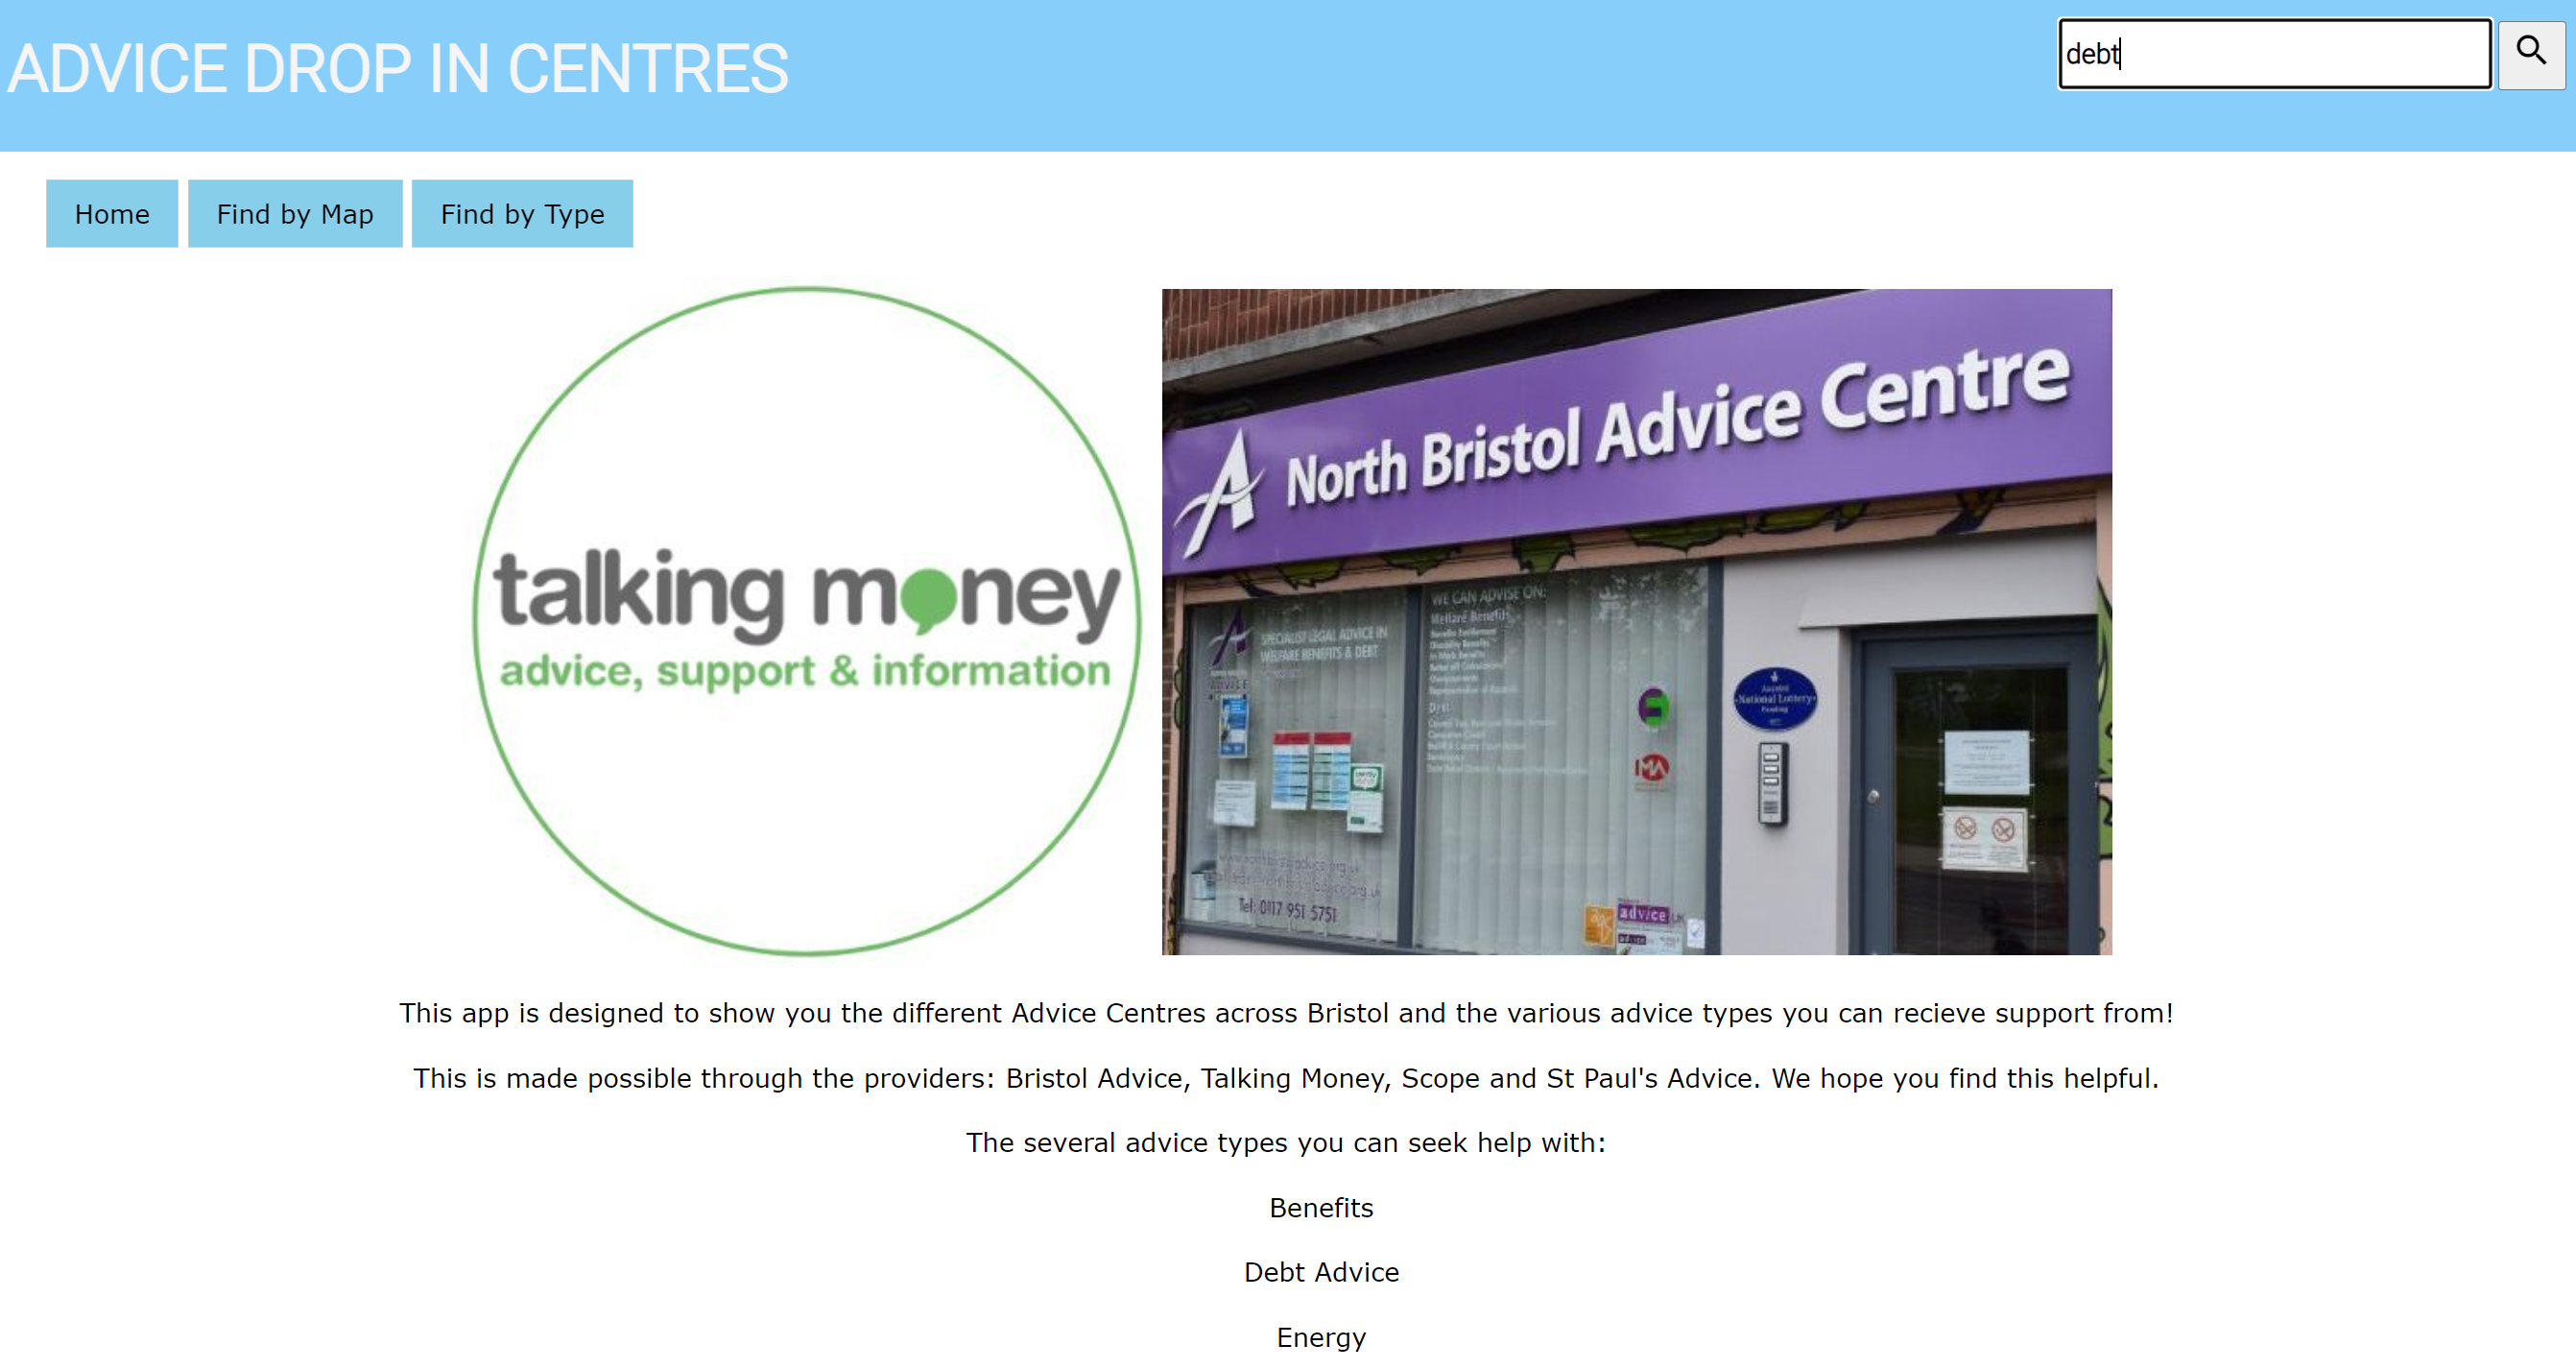 ADVICE DROP IN CENTRES
debt
Home
Find by Map
Find by Type
talking money
advice, support & information
North Bristol Advice Centre
WE CAN ADVISE ON:
Welfare Benefits
SPECIALIST LEGAL ADVICE IN
WELFARE BENEFITS & DEBT
ADVICE
Debt
National Lottery
Tel: 0117 951 5751
advice UK
This app is designed to show you the different Advice Centres across Bristol and the various advice types you can recieve support from!
This is made possible through the providers: Bristol Advice, Talking Money, Scope and St Paul's Advice. We hope you find this helpful.
The several advice types you can seek help with:
Benefits
Debt Advice
Energy